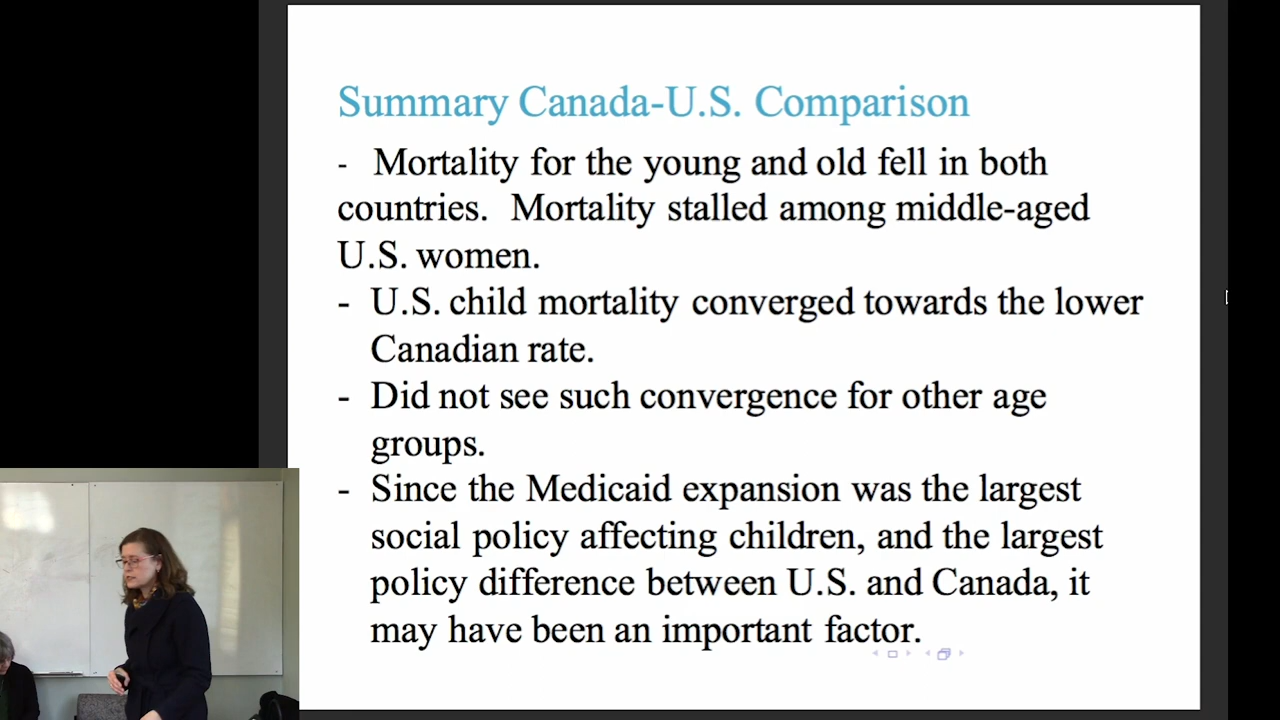 Summary Canada-U.S. Comparison
- Mortality for the young and old fell in both
countries. Mortality stalled among middle-aged
U.S. women.
- U.S. child mortality converged towards the lower
Canadian rate.
- Did not see such convergence for other age
groups.
- Since the Medicaid expansion was the largest
social policy affecting children, and the largest
policy difference between U.S. and Canada, it
may have been an important factor.